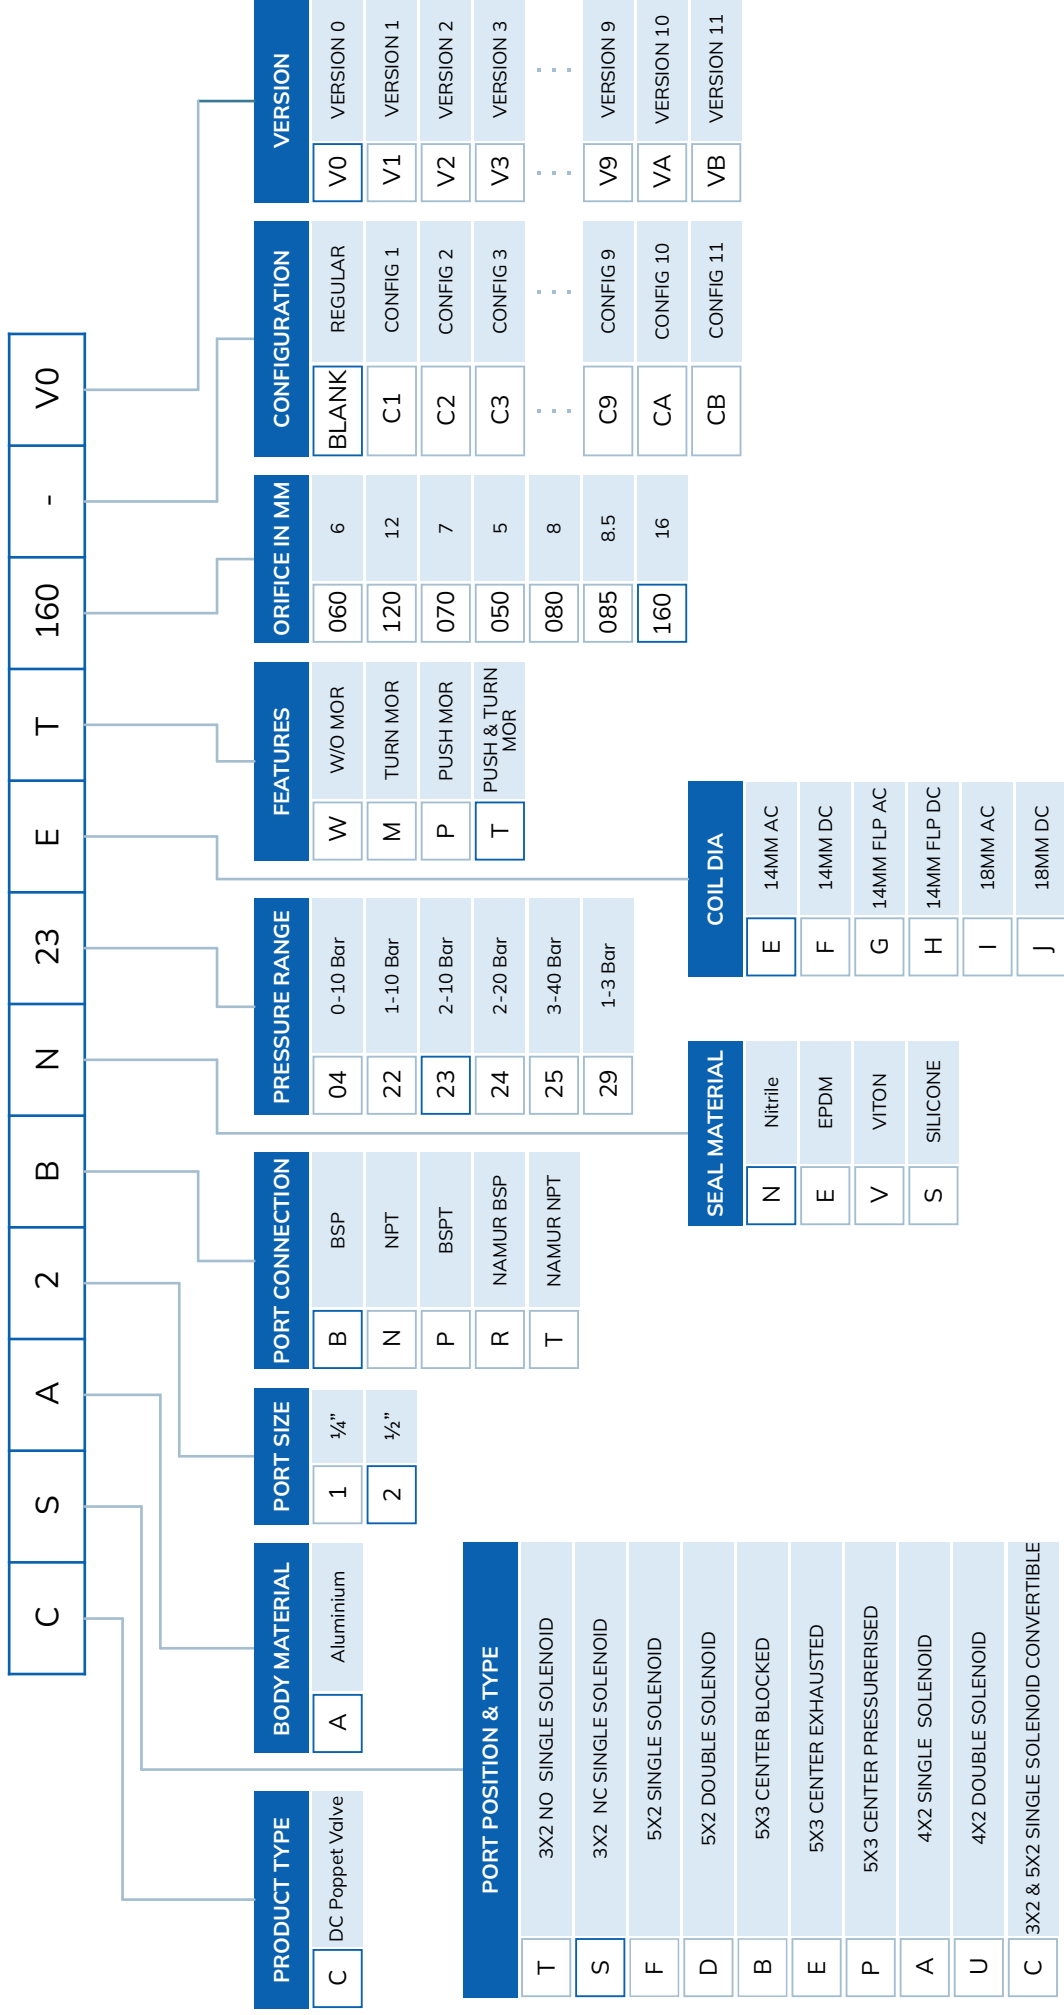 C S A 2 B N 23 E T 160 - V0
PRODUCT TYPE
C DC Poppet Valve
PORT POSITION & TYPE
T 3X2 NO SINGLE SOLENOID
S 3X2 NC SINGLE SOLENOID
F 5X2 SINGLE SOLENOID
D 5X2 DOUBLE SOLENOID
B 5X3 CENTER BLOCKED
E 5X3 CENTER EXHAUSTED
P 5X3 CENTER PRESSURERISED
A 4X2 SINGLE SOLENOID
U 4X2 DOUBLE SOLENOID
C 3X2 & 5X2 SINGLE SOLENOID CONVERTIBLE
BODY MATERIAL
A Aluminium
PORT SIZE
1 ¼”
2 ½”
PORT CONNECTION
B BSP
N NPT
P BSPT
R NAMUR BSP
T NAMUR NPT
SEAL MATERIAL
N Nitrile
E EPDM
V VITON
S SILICONE
PRESSURE RANGE
04 0-10 Bar
22 1-10 Bar
23 2-10 Bar
24 2-20 Bar
25 3-40 Bar
29 1-3 Bar
COIL DIA
E 14MM AC
F 14MM DC
G 14MM FLP AC
H 14MM FLP DC
I 18MM AC
J 18MM DC
FEATURES
W W/O MOR
M TURN MOR
P PUSH MOR
T PUSH & TURN
MOR
ORIFICE IN MM
060 6
120 12
070 7
050 5
080 8
085 8.5
160 16
CONFIGURATION
BLANK REGULAR
C1 CONFIG 1
C2 CONFIG 2
C3 CONFIG 3
... ...
C9 CONFIG 9
CA CONFIG 10
CB CONFIG 11
VERSION
V0 VERSION 0
V1 VERSION 1
V2 VERSION 2
V3 VERSION 3
... ...
V9 VERSION 9
VA VERSION 10
VB VERSION 11